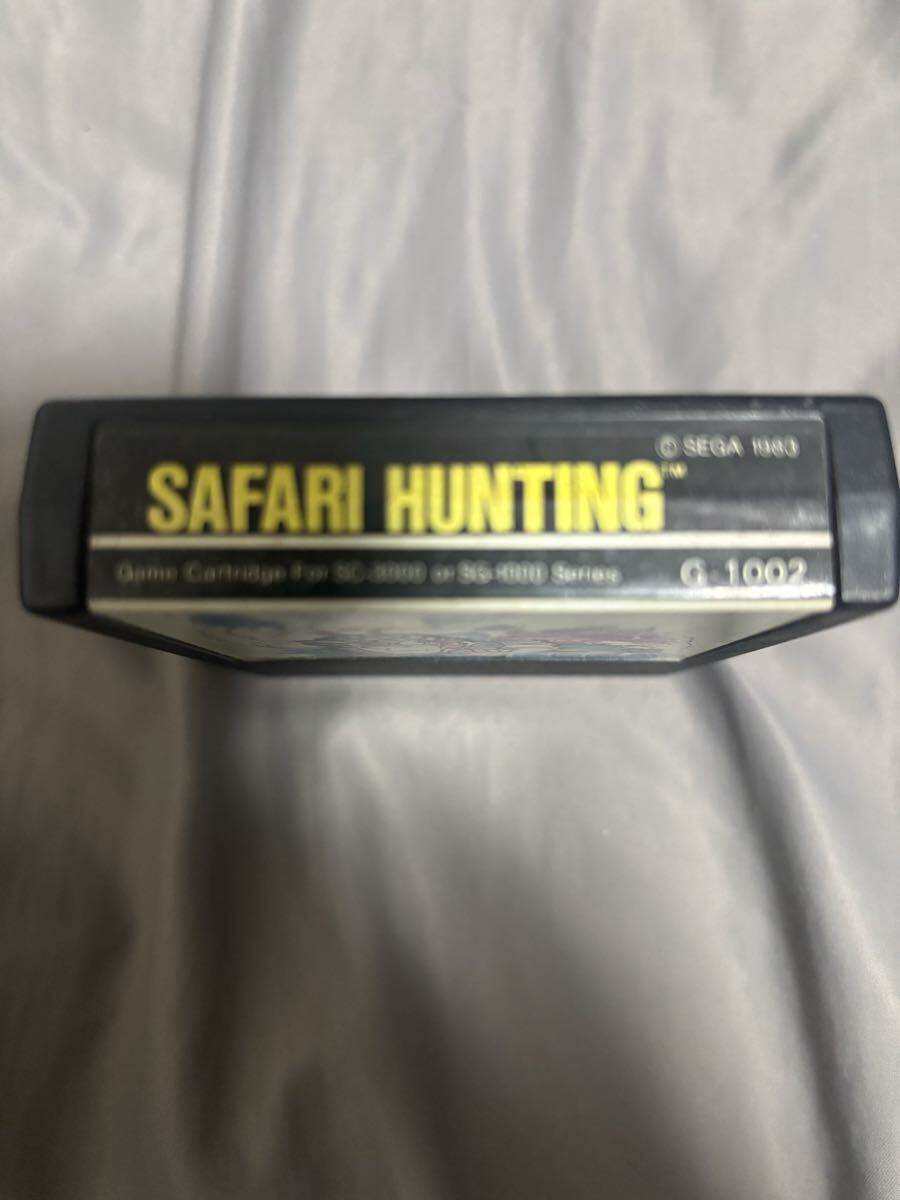 © SEGA 1983
SAFARI HUNTING™
Game Cartridge For SC-3000 or SG-1000 Series G-1002